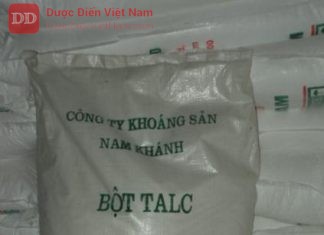 DD Dược Điển Việt Nam
CÔNG TY KHOÁNG SẢN
NAM KHÁNH
BỘT TALC